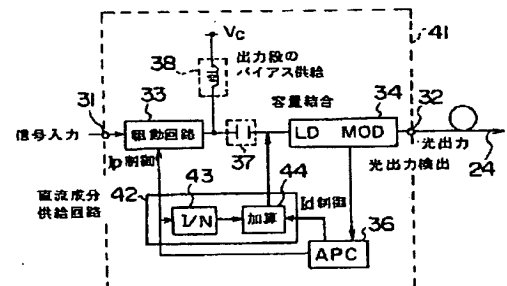 Vc
41
38
出力段の
バイアス供給
31
33
容量結合
34
32
信号入力
駆動回路
LD MOD
光出力
37
24
Ip制御
光出力検出
直流成分
供給回路
42
43
44
1/N
加算
Id制御
36
APC